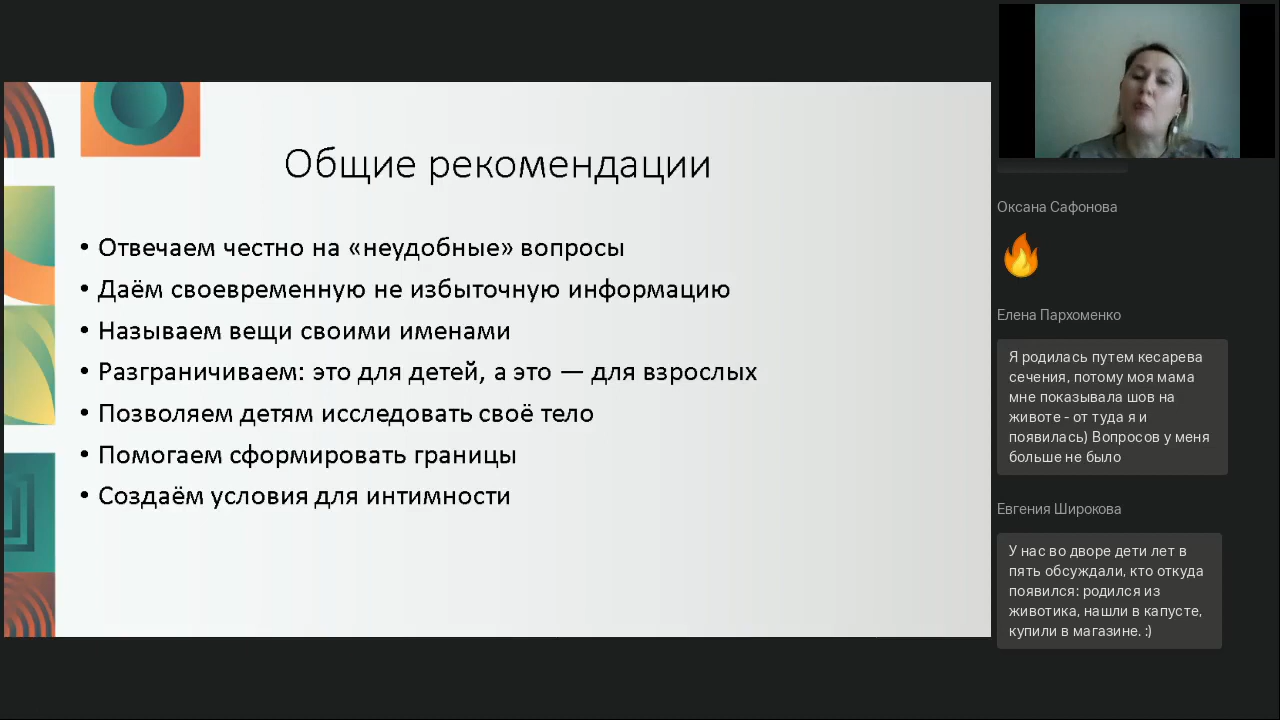 Общие рекомендации
• Отвечаем честно на «неудобные» вопросы
• Даём своевременную не избыточную информацию
• Называем вещи своими именами
• Разграничиваем: это для детей, а это — для взрослых
• Позволяем детям исследовать своё тело
• Помогаем сформировать границы
• Создаём условия для интимности
Оксана Сафонова
Елена Пархоменко
Я родилась путем кесарева
сечения, потому моя мама
мне показывала шов на
животе - от туда я и
появилась) Вопросов у меня
больше не было
Евгения Широкова
У нас во дворе дети лет в
пять обсуждали, кто откуда
появился: родился из
животика, нашли в капусте,
купили в магазине. :)